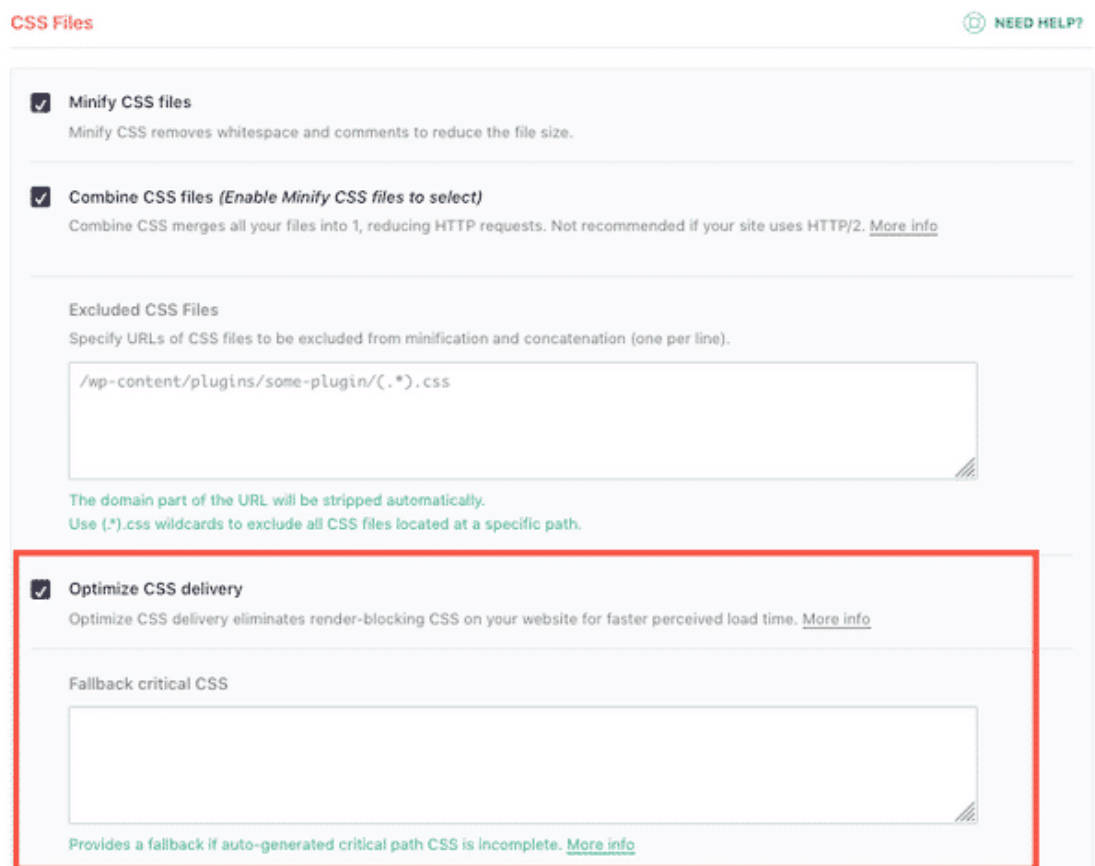 CSS Files
NEED HELP?
Minify CSS files
Minify CSS removes whitespace and comments to reduce the file size.
Combine CSS files (Enable Minify CSS files to select)
Combine CSS merges all your files into 1, reducing HTTP requests. Not recommended if your site uses HTTP/2. More info
Excluded CSS Files
Specify URLs of CSS files to be excluded from minification and concatenation (one per line).
/wp-content/plugins/some-plugin/(.*).css
The domain part of the URL will be stripped automatically.
Use (.*).css wildcards to exclude all CSS files located at a specific path.
Optimize CSS delivery
Optimize CSS delivery eliminates render-blocking CSS on your website for faster perceived load time. More info
Fallback critical CSS
Provides a fallback if auto-generated critical path CSS is incomplete. More info